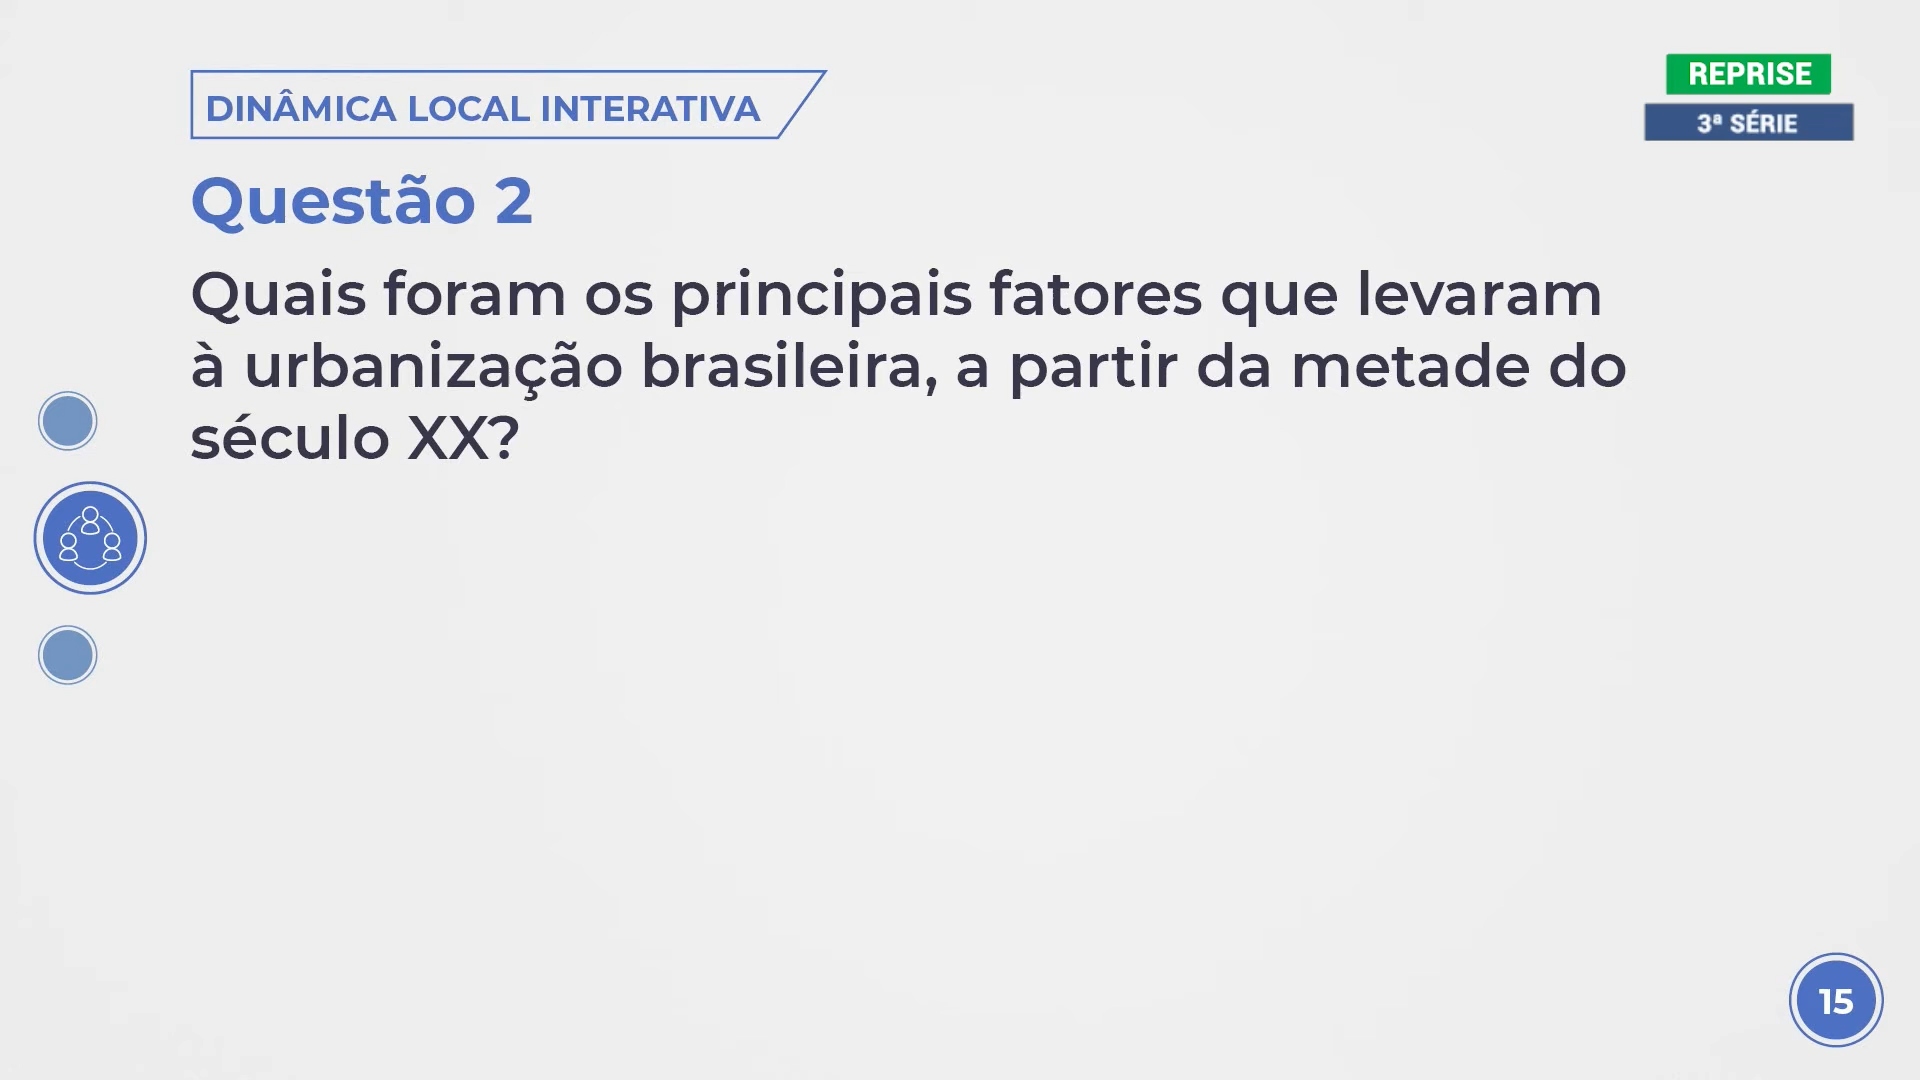 DINÂMICA LOCAL INTERATIVA
REPRISE
3ª SÉRIE
Questão 2
Quais foram os principais fatores que levaram
à urbanização brasileira, a partir da metade do
século XX?
15